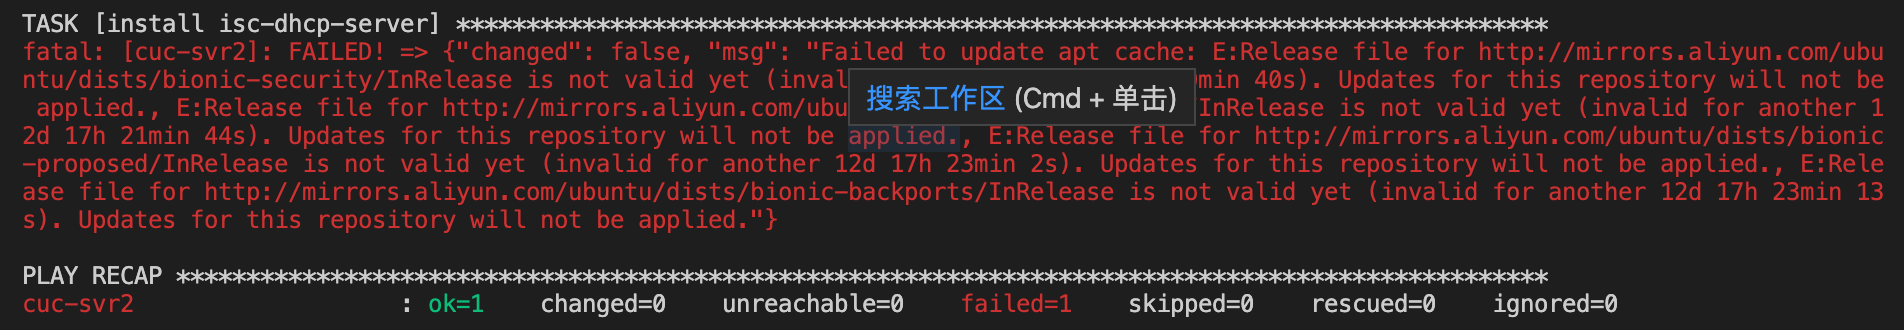 TASK [install isc-dhcp-server] ******************************************************************************
fatal: [cuc-svr2]: FAILED! => {"changed": false, "msg": "Failed to update apt cache: E:Release file for http://mirrors.aliyun.com/ubu
ntu/dists/bionic-security/InRelease is not valid yet (inval min 40s). Updates for this repository will not be
搜索工作区 (Cmd + 单击)
applied., E:Release file for http://mirrors.aliyun.com/ubu InRelease is not valid yet (invalid for another 1
2d 17h 21min 44s). Updates for this repository will not be applied., E:Release file for http://mirrors.aliyun.com/ubuntu/dists/bionic
-proposed/InRelease is not valid yet (invalid for another 12d 17h 23min 2s). Updates for this repository will not be applied., E:Rele
ase file for http://mirrors.aliyun.com/ubuntu/dists/bionic-backports/InRelease is not valid yet (invalid for another 12d 17h 23min 13
s). Updates for this repository will not be applied."}
PLAY RECAP **************************************************************************************************
cuc-svr2 : ok=1 changed=0 unreachable=0 failed=1 skipped=0 rescued=0 ignored=0